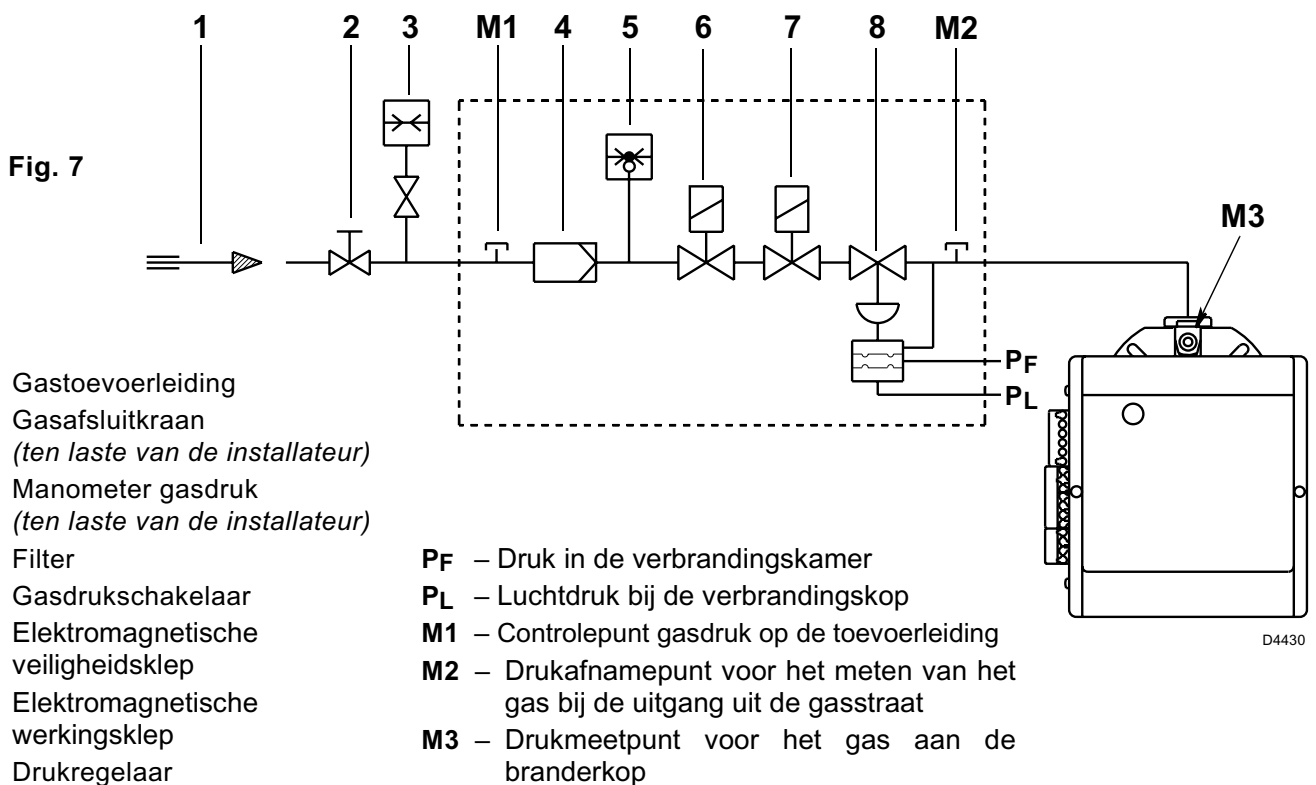 1 2 3 M1 4 5 6 7 8 M2
Fig. 7
M3
PF
PL
Gastoevoerleiding
Gasafsluitkraan
(ten laste van de installateur)
Manometer gasdruk
(ten laste van de installateur)
Filter
Gasdrukschakelaar
Elektromagnetische
veiligheidsklep
Elektromagnetische
werkingsklep
Drukregelaar
PF – Druk in de verbrandingskamer
PL – Luchtdruk bij de verbrandingskop
M1 – Controlepunt gasdruk op de toevoerleiding
M2 – Drukafnamepunt voor het meten van het
gas bij de uitgang uit de gasstraat
M3 – Drukmeetpunt voor het gas aan de
branderkop
D4430